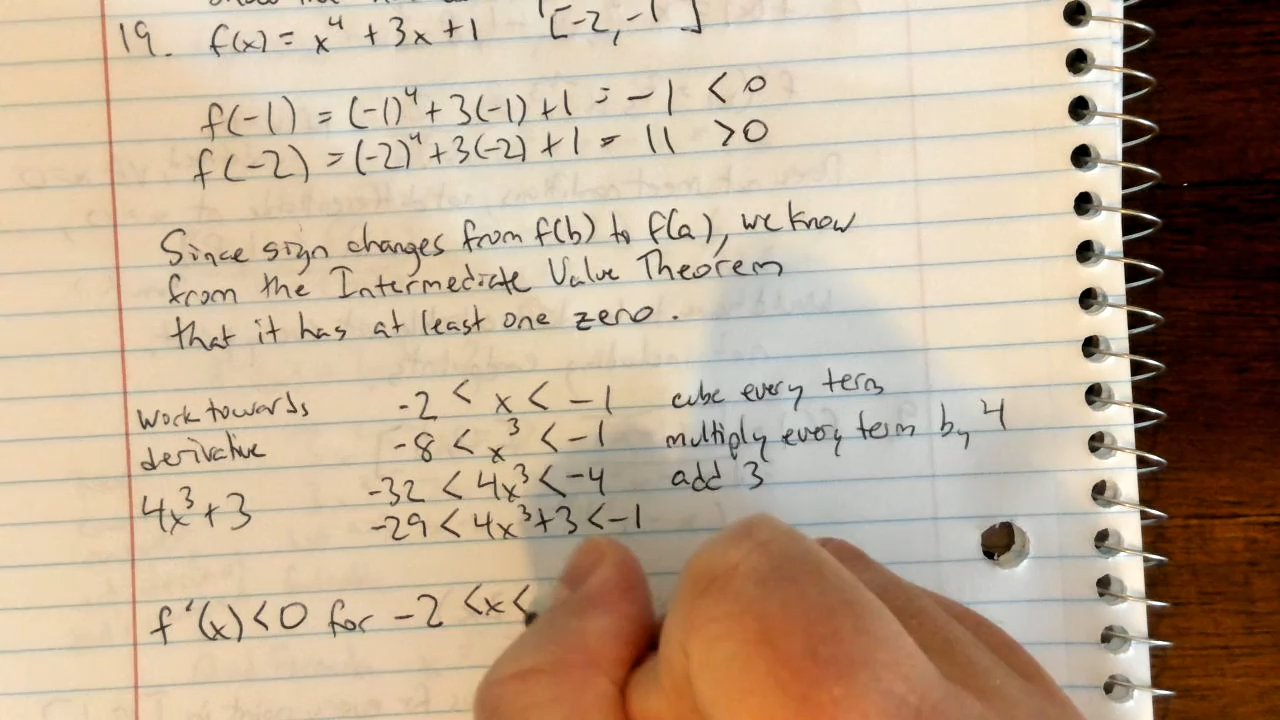 19. f(x) = x⁴ + 3x + 1 [-2, -1]
f(-1) = (-1)⁴ + 3(-1) + 1 = -1 < 0
f(-2) = (-2)⁴ + 3(-2) + 1 = 11 > 0
Since sign changes from f(b) to f(a), we know
from the Intermediate Value Theorem
that it has at least one zero.
Work towards
derivative
4x³ + 3
-2 < x < -1 cube every term
-8 < x³ < -1 multiply every term by 4
-32 < 4x³ < -4 add 3
-29 < 4x³ + 3 < -1
f'(x) < 0 for -2 < x <